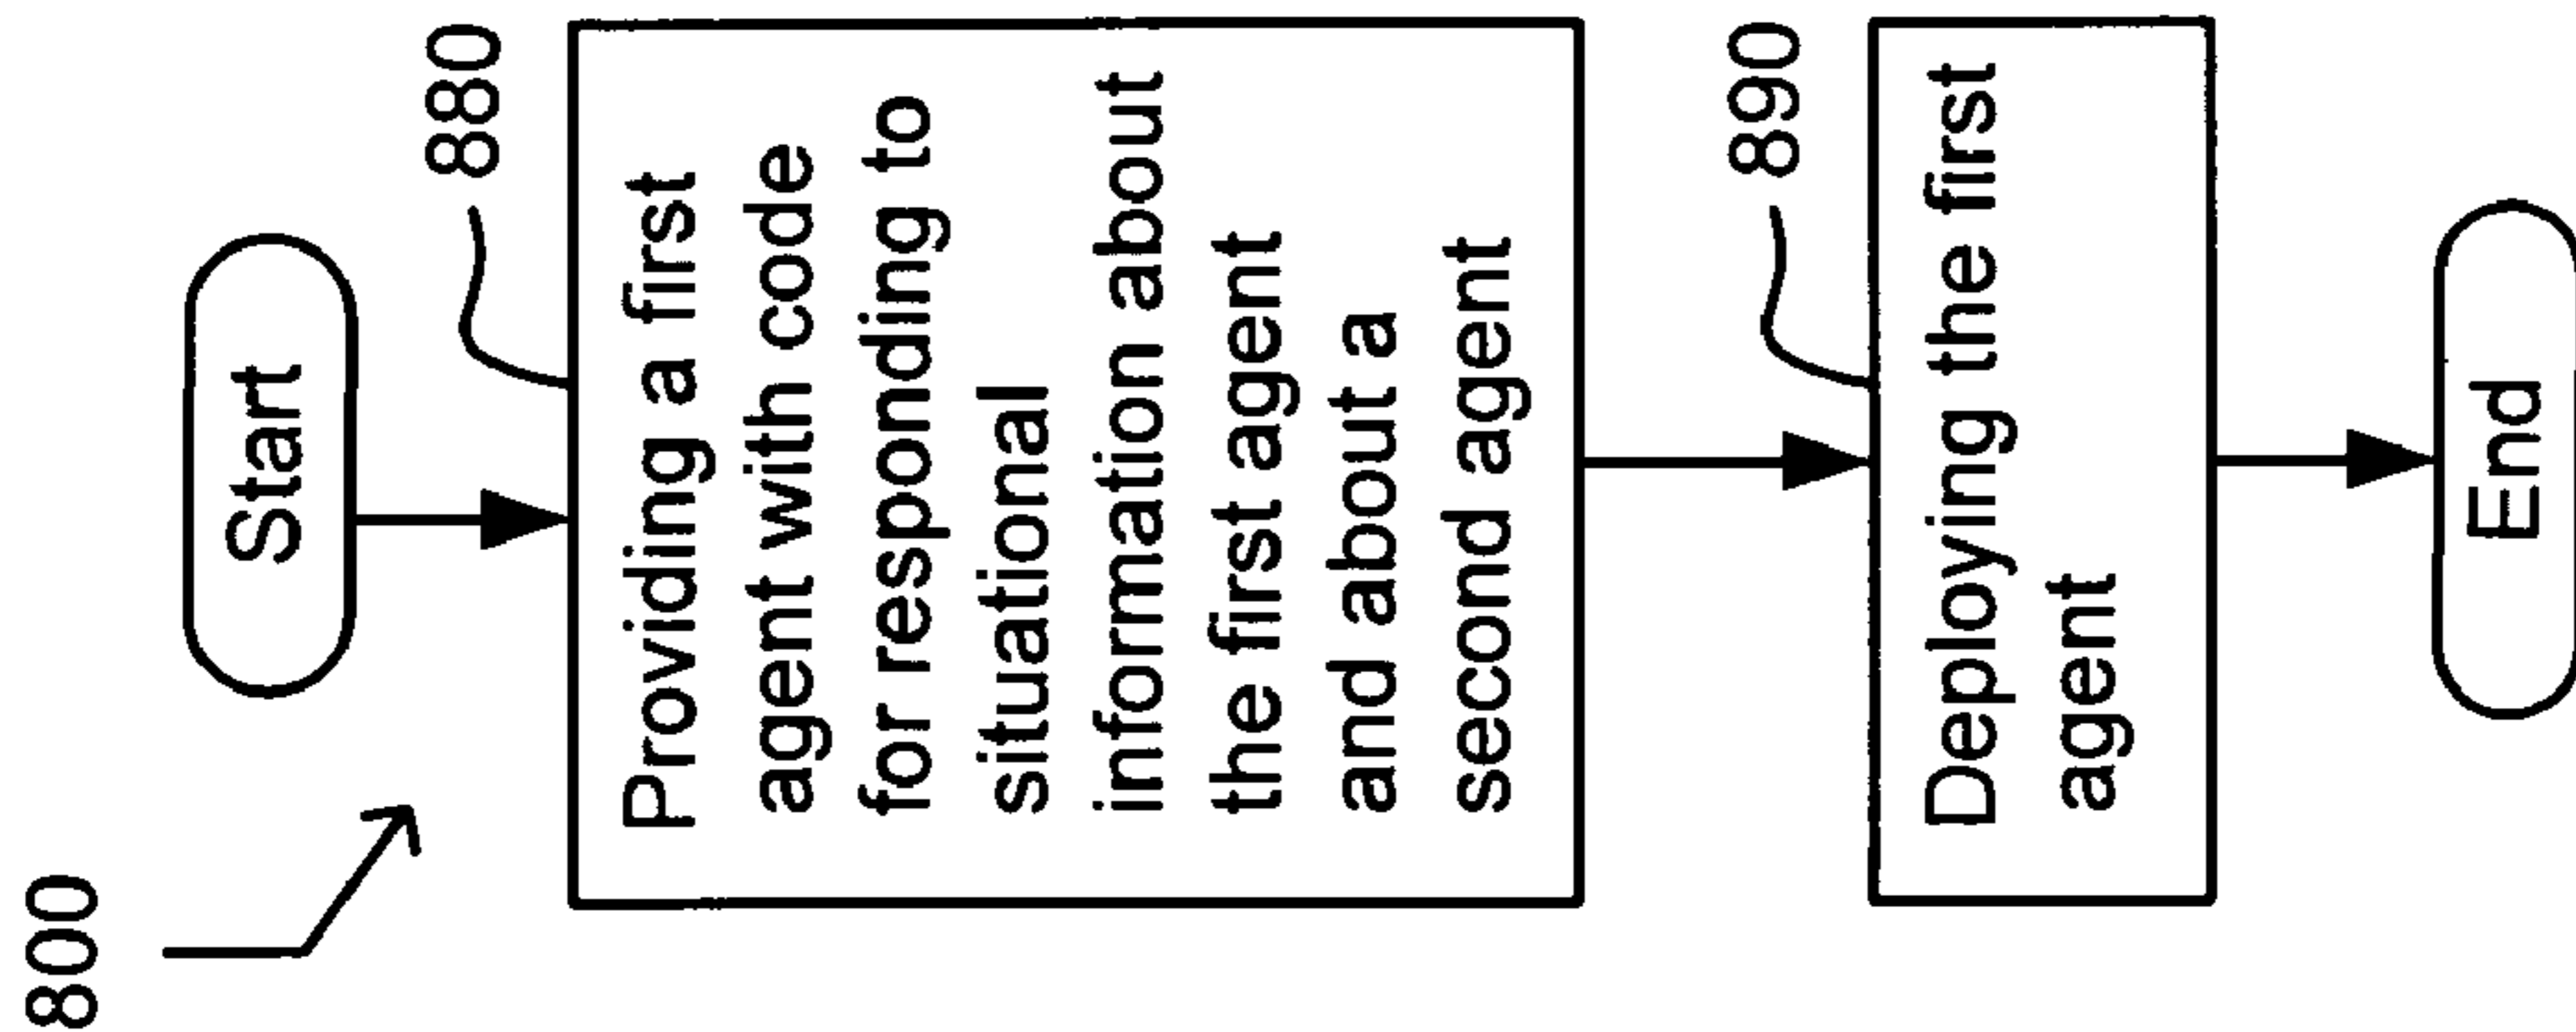 800
Start
880
Providing a first
agent with code
for responding to
situational
information about
the first agent
and about a
second agent
890
Deploying the first
agent
End